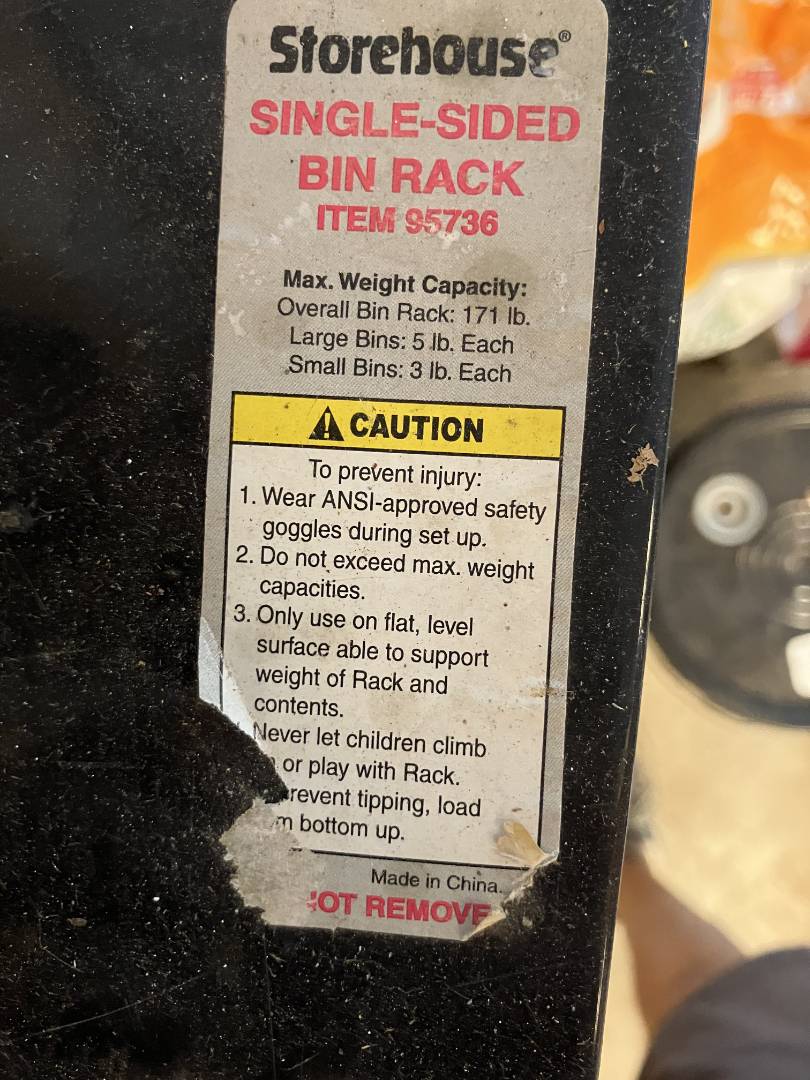 Storehouse®
SINGLE-SIDED
BIN RACK
ITEM 95736
Max. Weight Capacity:
Overall Bin Rack: 171 lb.
Large Bins: 5 lb. Each
Small Bins: 3 lb. Each
CAUTION
To prevent injury:
1. Wear ANSI-approved safety
goggles during set up.
2. Do not exceed max. weight
capacities.
3. Only use on flat, level
surface able to support
weight of Rack and
contents.
Never let children climb
or play with Rack.
revent tipping, load
m bottom up.
Made in China.
OT REMOVE